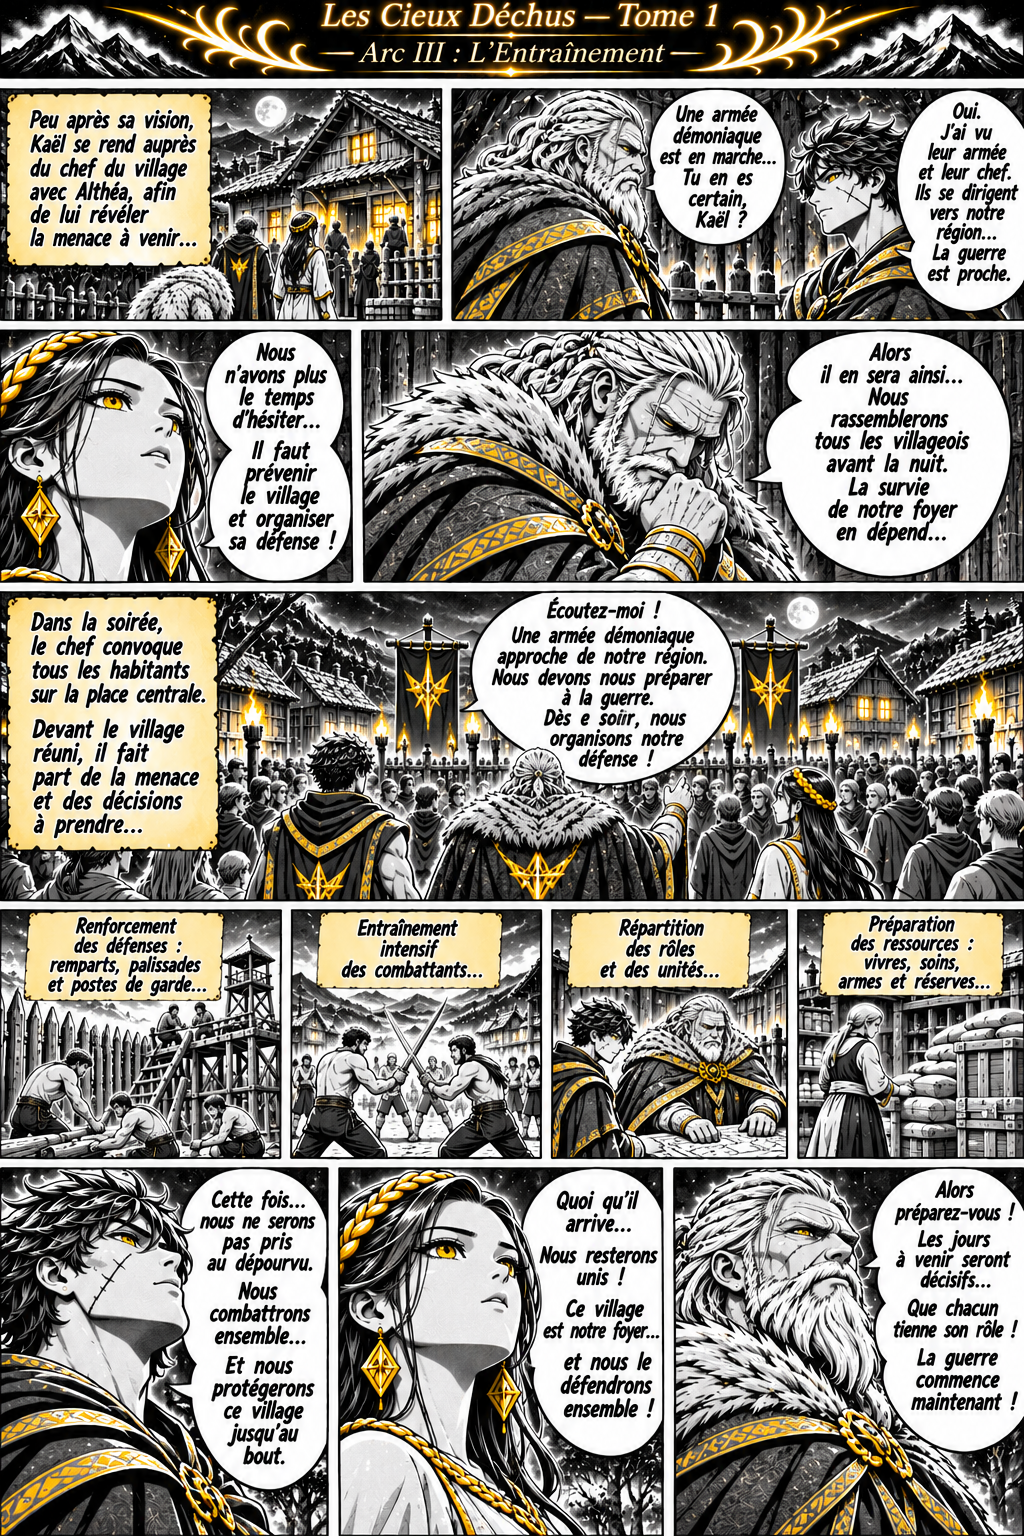 Les Cieux Déchus — Tome 1
Arc III : L'Entraînement
Peu après sa vision,
Kaël se rend auprès
du chef du village
avec Althéa, afin
de lui révéler
la menace à venir...
Une armée
démoniaque
est en marche...
Tu en es
certain,
Kaël ?
Oui.
J'ai vu
leur armée
et leur chef.
Ils se dirigent
vers notre
région...
La guerre
est proche.
Nous
n'avons plus
le temps
d'hésiter...
Il faut
prévenir
le village
et organiser
sa défense !
Alors
il en sera ainsi...
Nous
rassemblerons
tous les villageois
avant la nuit.
La survie
de notre foyer
en dépend...
Dans la soirée,
le chef convoque
tous les habitants
sur la place centrale.
Devant le village
réuni, il fait
part de la menace
et des décisions
à prendre...
Écoutez-moi !
Une armée démoniaque
approche de notre région.
Nous devons nous préparer
à la guerre.
Dès e soir, nous
organisons notre
défense !
Renforcement
des défenses :
remparts, palissades
et postes de garde...
Entraînement
intensif
des combattants...
Répartition
des rôles
et des unités...
Préparation
des ressources :
vivres, soins,
armes et réserves...
Cette fois...
nous ne serons
pas pris
au dépourvu.
Nous
combattrons
ensemble...
Et nous
protégerons
ce village
jusqu'au
bout.
Quoi qu'il
arrive...
Nous resterons
unis !
Ce village
est notre foyer...
et nous le
défendrons
ensemble !
Alors
préparez-vous !
Les jours
à venir seront
décisifs...
Que chacun
tienne son rôle !
La guerre
commence
maintenant !